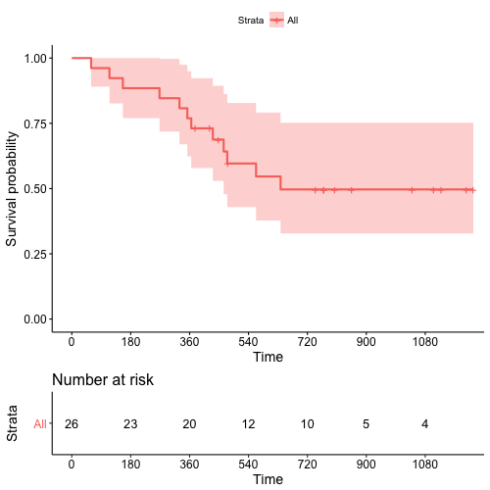 Strata All
1.00
0.75
0.50
0.25
0.00
Survival probability
0 180 360 540 720 900 1080
Time
Number at risk
Strata
All 26 23 20 12 10 5 4
0 180 360 540 720 900 1080
Time